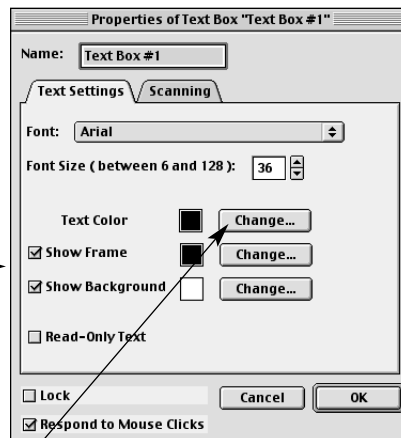 Properties of Text Box "Text Box #1"
Name: Text Box #1
Text Settings Scanning
Font: Arial
Font Size ( between 6 and 128 ): 36
Text Color Change...
Show Frame Change...
Show Background Change...
Read-Only Text
Lock Cancel OK
Respond to Mouse Clicks